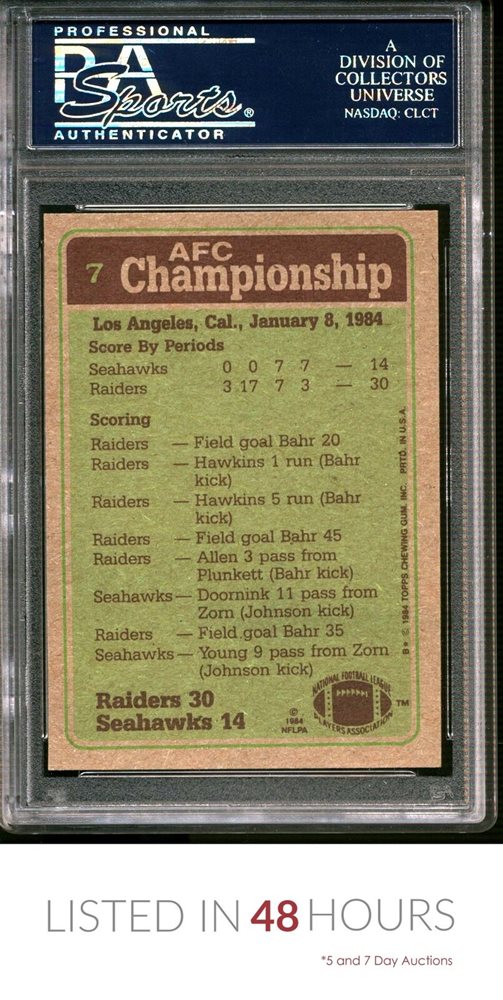 PROFESSIONAL
PSA
Sports®
AUTHENTICATOR
A
DIVISION OF
COLLECTORS
UNIVERSE
NASDAQ: CLCT
7 AFC
Championship
Los Angeles, Cal., January 8, 1984
Score By Periods
Seahawks 0 0 7 7 — 14
Raiders 3 17 7 3 — 30
Scoring
Raiders — Field goal Bahr 20
Raiders — Hawkins 1 run (Bahr
kick)
Raiders — Hawkins 5 run (Bahr
kick)
Raiders — Field goal Bahr 45
Raiders — Allen 3 pass from
Plunkett (Bahr kick)
Seahawks — Doornink 11 pass from
Zorn (Johnson kick)
Raiders — Field goal Bahr 35
Seahawks — Young 9 pass from Zorn
(Johnson kick)
Raiders 30
Seahawks 14
©
1984
NFLPA
NATIONAL FOOTBALL LEAGUE
PLAYERS ASSOCIATION
TM
B* © 1984 TOPPS CHEWING GUM, INC. PRTD. IN U.S.A.
LISTED IN 48 HOURS
*5 and 7 Day Auctions